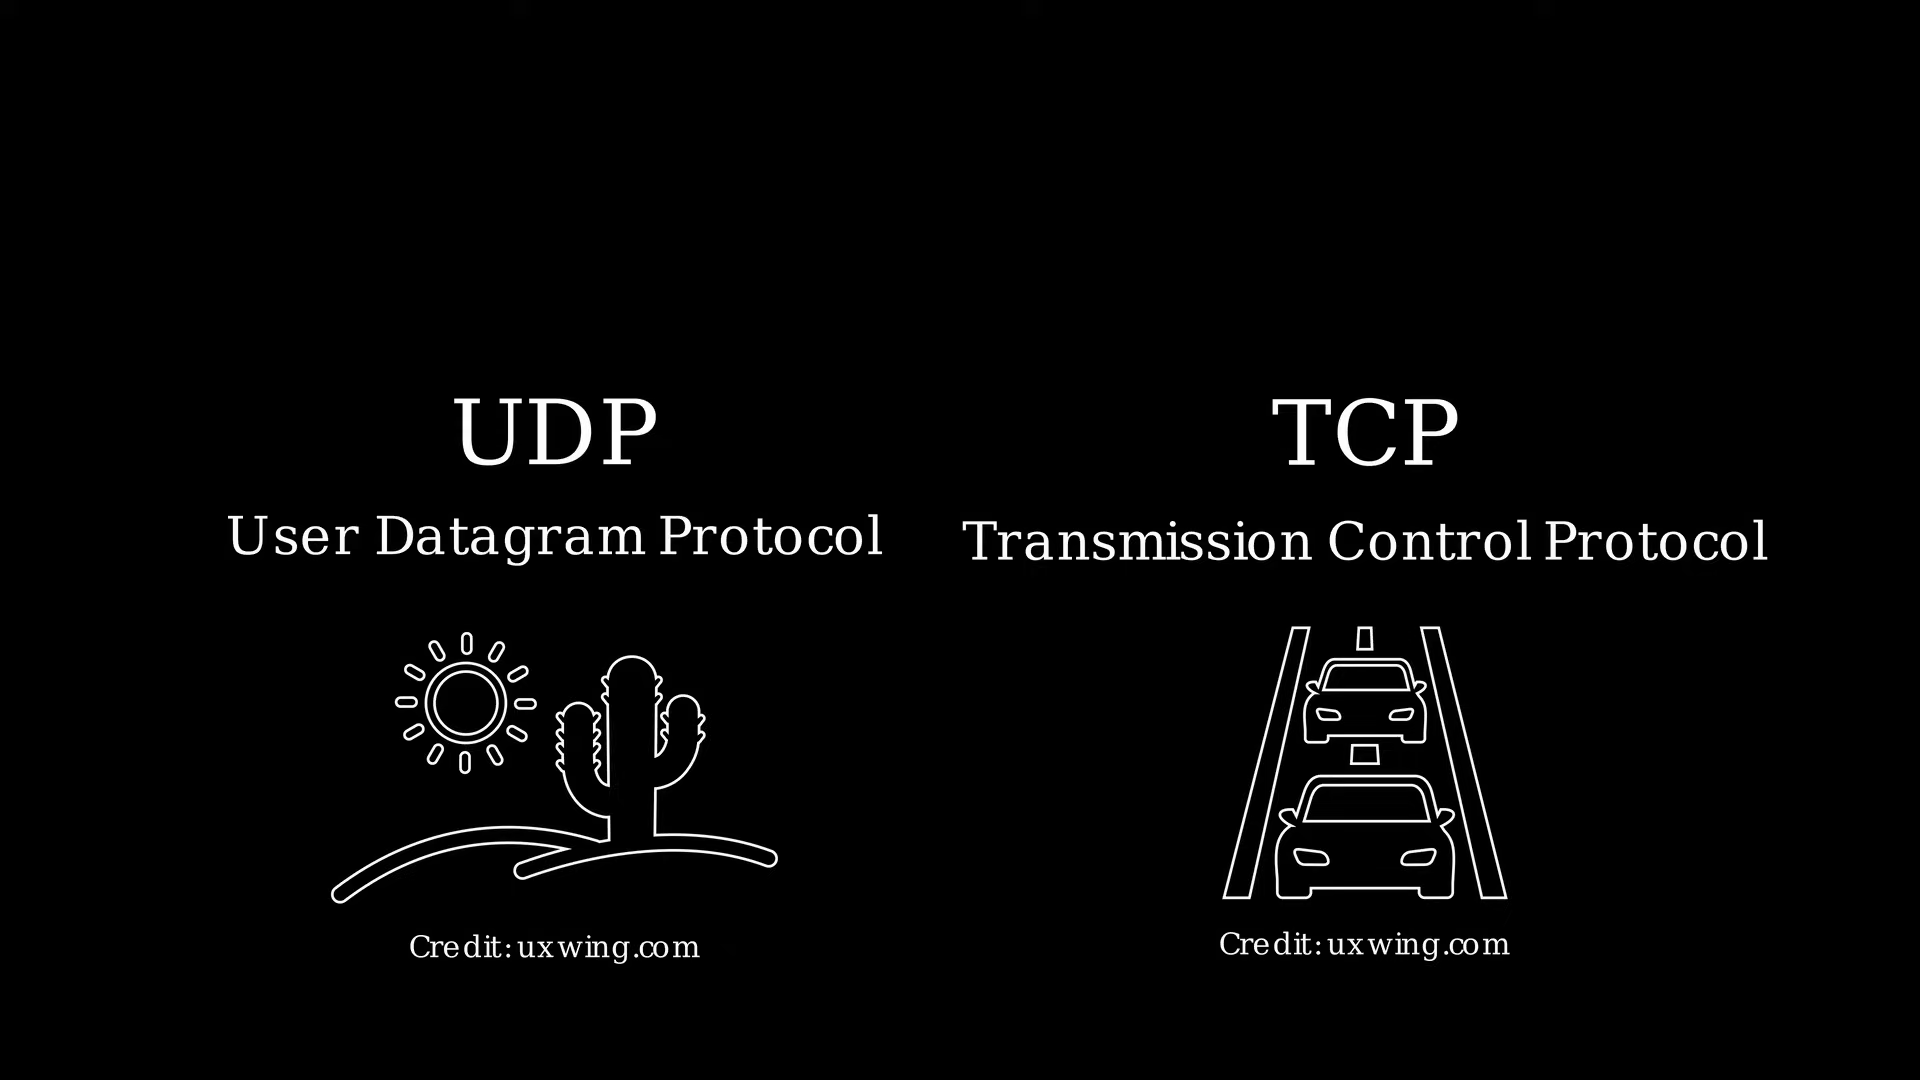 UDP
User Datagram Protocol
Credit: uxwing.com
TCP
Transmission Control Protocol
Credit: uxwing.com